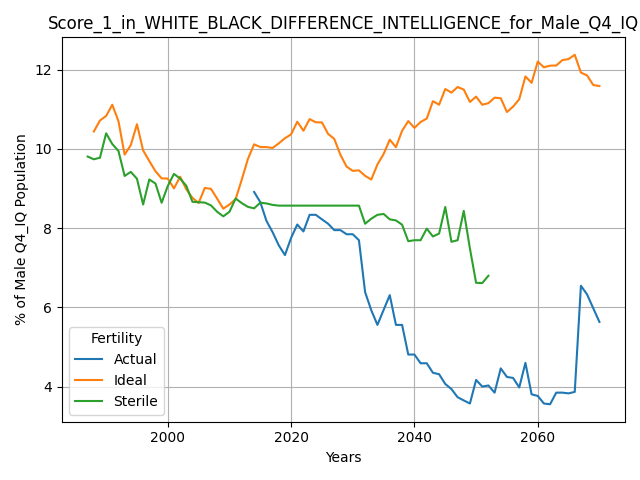 Score_1_in_WHITE_BLACK_DIFFERENCE_INTELLIGENCE_for_Male_Q4_IQ
% of Male Q4_IQ Population
12
10
8
6
4
Fertility
Actual
Ideal
Sterile
2000
2020
2040
2060
Years